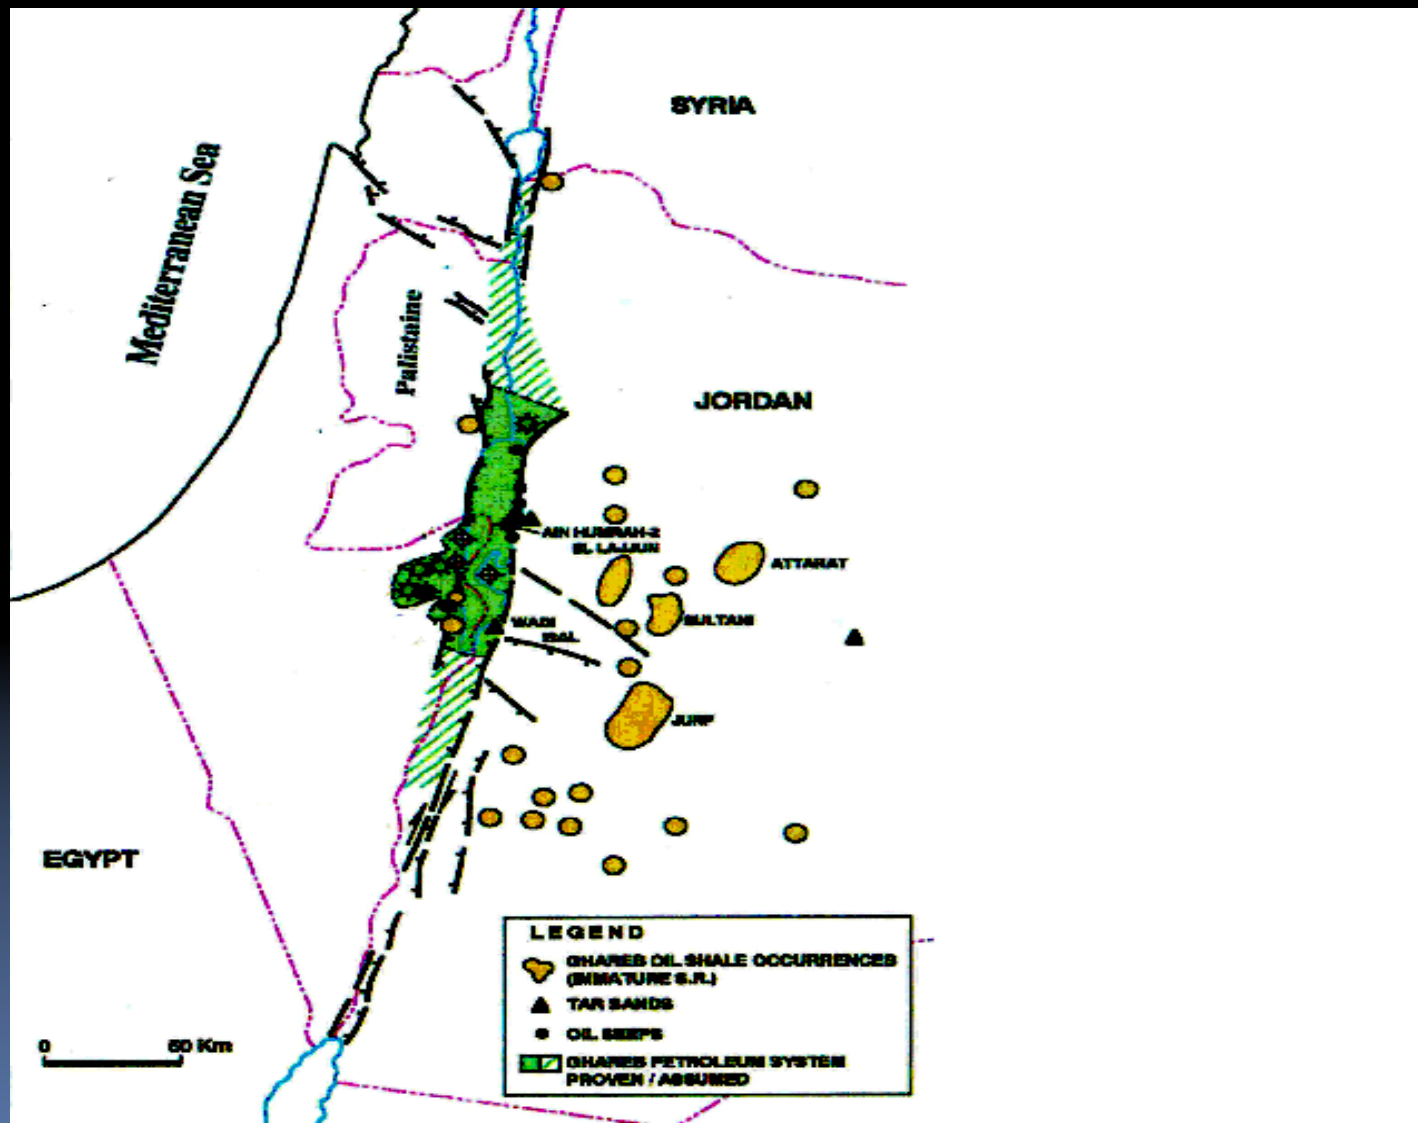 SYRIA
Mediterranean Sea
Palistnine
JORDAN
AIN HUMRAH-2
EL LAJJUN
ATTARAT
SULTANI
WADI
ISAL
JURF
EGYPT
LEGEND
GHAREB OIL SHALE OCCURRENCES
(IMMATURE S.R.)
TAR SANDS
OIL SEEPS
GHAREB PETROLEUM SYSTEM
PROVEN / ASSUMED
0 50 Km